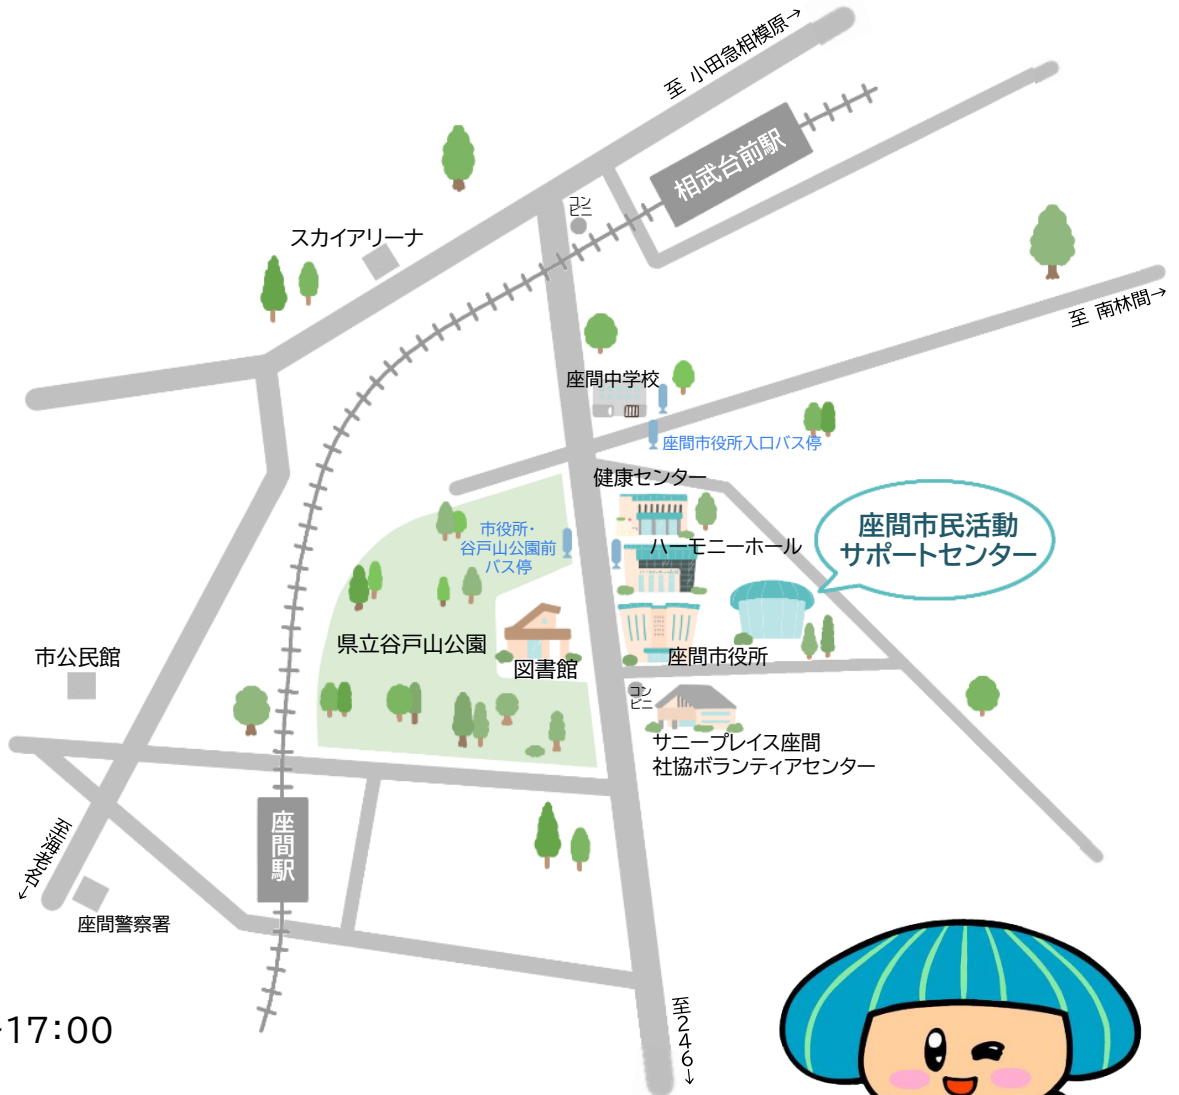 至 小田急相模原→
相武台前駅
コン
ビニ
スカイアリーナ
至 南林間→
座間中学校
座間市役所入口バス停
健康センター
市役所・
谷戸山公園前
バス停
ハーモニーホール
座間市民活動
サポートセンター
県立谷戸山公園
図書館
座間市役所
市公民館
コン
ビニ
サニープレイス座間
社協ボランティアセンター
座間駅
至海老名→
座間警察署
至246→
17:00